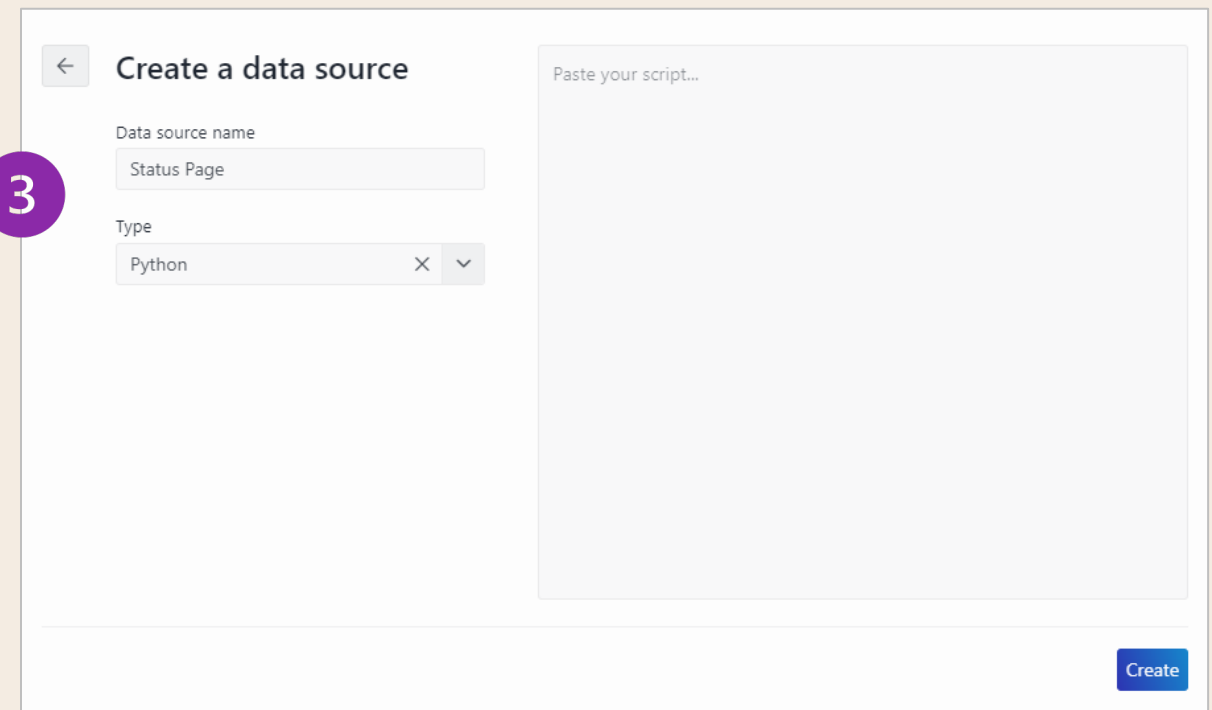 Create a data source
Paste your script...
Data source name
Status Page
3
Type
Python
Create